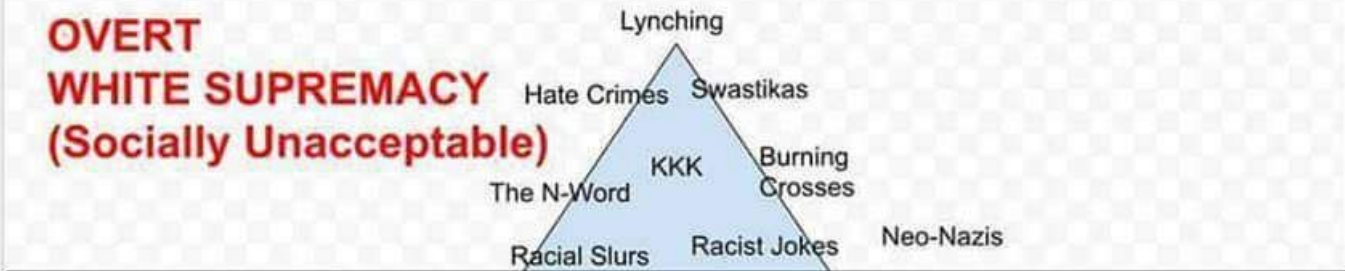 OVERT
WHITE SUPREMACY
(Socially Unacceptable)
Lynching
Hate Crimes
Swastikas
KKK
Burning
Crosses
The N-Word
Neo-Nazis
Racial Slurs
Racist Jokes